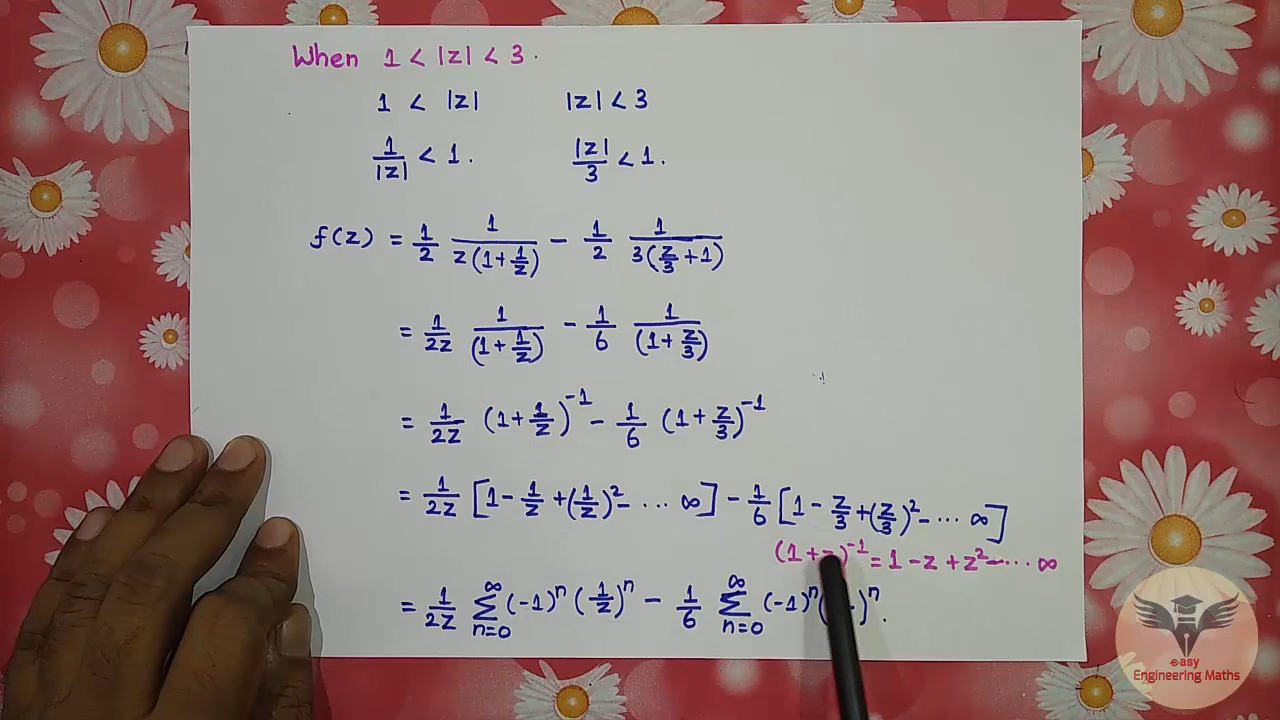 When 1 < |z| < 3.
1 < |z|    |z| < 3
1/|z| < 1.    |z|/3 < 1.
f(z) = 1/2 1/(z(1+1/z)) − 1/2 1/(3(z/3+1))
= 1/2z 1/((1+1/z)) − 1/6 1/((1+z/3))
= 1/2z (1+1/z)^-1 − 1/6 (1+z/3)^-1
= 1/2z [1 − 1/z + (1/z)^2 − ... ∞] − 1/6 [1 − z/3 + (z/3)^2 − ... ∞]
(1+ )^-1 = 1 − z + z^2 − ... ∞
= 1/2z ∑_{n=0}^{∞} (−1)^n (1/z)^n − 1/6 ∑_{n=0}^{∞} (−1)^n ( )^n.
easy
Engineering Maths